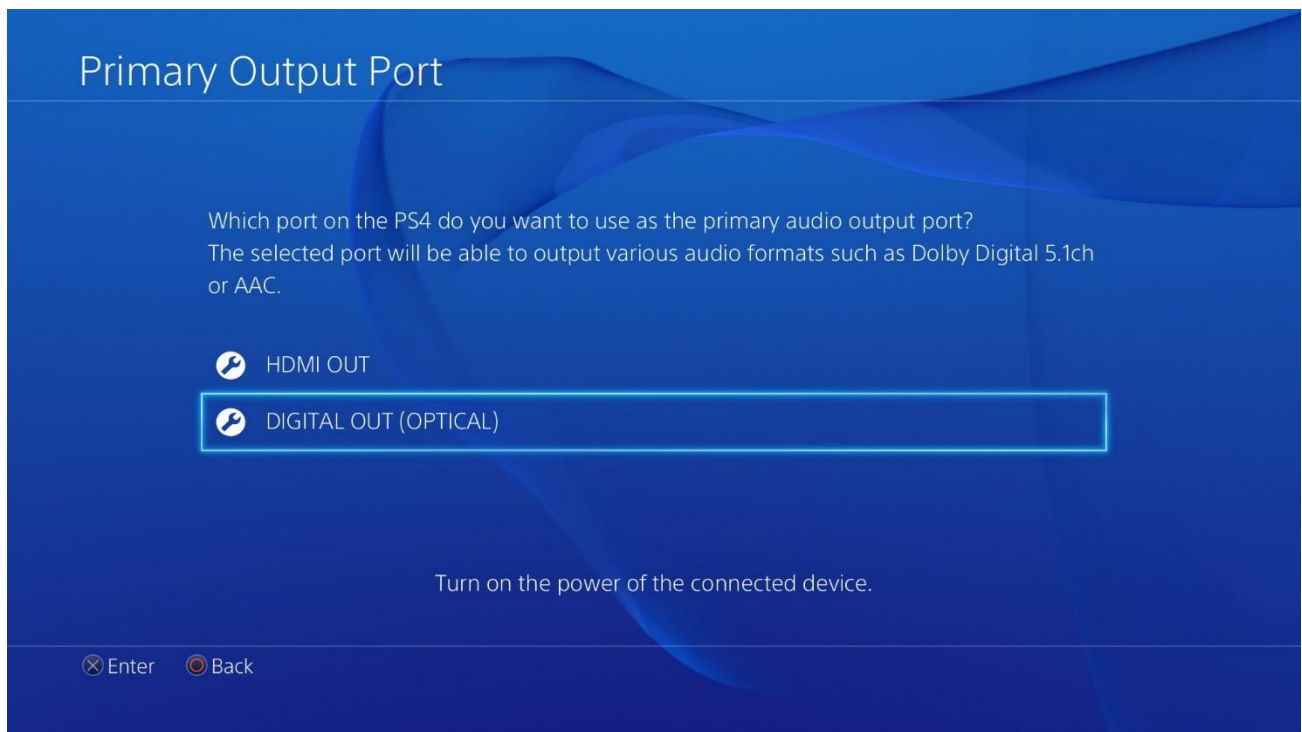 Primary Output Port
Which port on the PS4 do you want to use as the primary audio output port?
The selected port will be able to output various audio formats such as Dolby Digital 5.1ch
or AAC.
HDMI OUT
DIGITAL OUT (OPTICAL)
Turn on the power of the connected device.
Enter Back